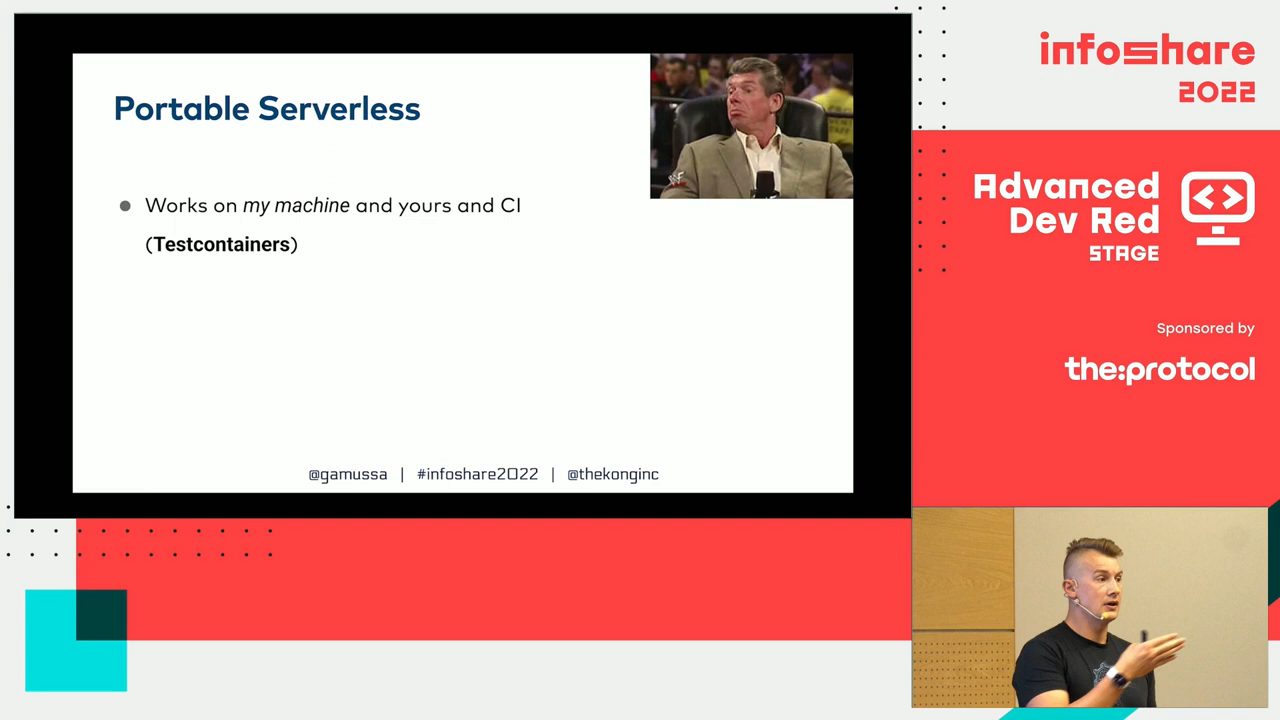 Portable Serverless
Works on my machine and yours and CI
(Testcontainers)
@gamussa | #infoshare2022 | @thekonginc
infoshare
2022
Advanced
Dev Red
STAGE
Sponsored by
the:protocol